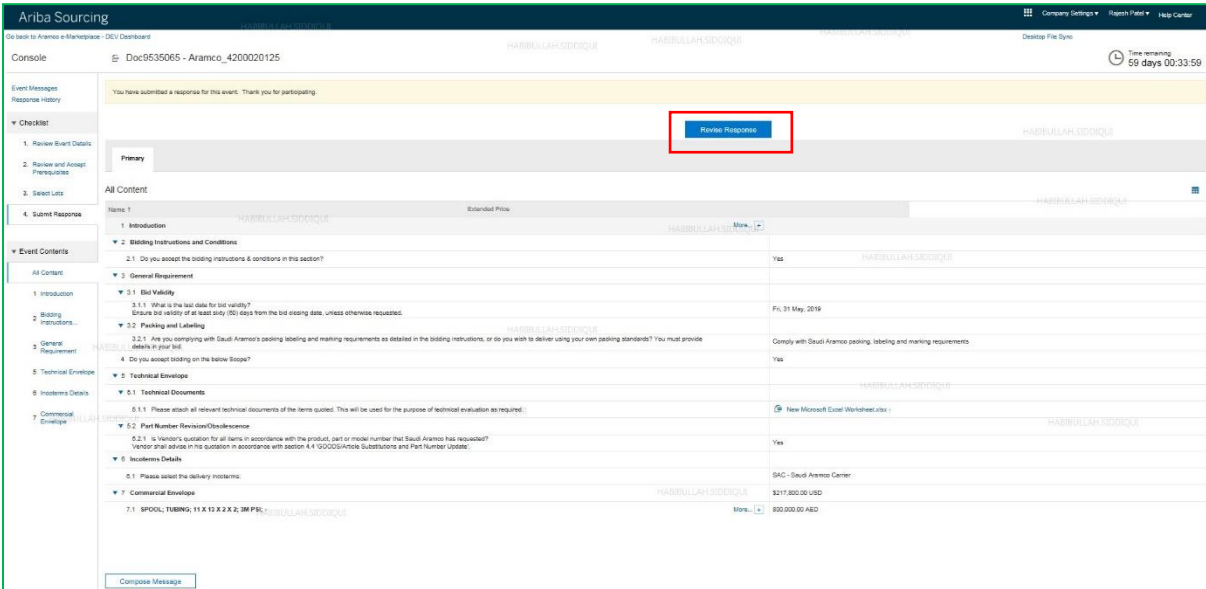 Ariba Sourcing
Company Settings ▾ Rajesh Patel ▾ Help Center
Go back to Aramco e-Marketplace - DEV Dashboard
Desktop File Sync
Console
Doc9535065 - Aramco_4200020125
Time remaining
59 days 00:33:59
Event Messages
Response History
You have submitted a response for this event. Thank you for participating.
▼ Checklist
1. Review Event Details
2. Review and Accept
Prerequisites
3. Select Lots
4. Submit Response
▼ Event Contents
All Content
1 Introduction
2 Bidding
Instructions...
3 General
Requirement
5 Technical Envelope
6 Incoterms Details
7 Commercial
Envelope
Revise Response
Primary
All Content
Name ↑
Extended Price
1 Introduction More... +
▼ 2 Bidding Instructions and Conditions
2.1 Do you accept the bidding instructions & conditions in this section? Yes
▼ 3 General Requirement
▼ 3.1 Bid Validity
3.1.1 What is the last date for bid validity?
Ensure bid validity of at least sixty (60) days from the bid closing date, unless otherwise requested. Fri, 31 May, 2019
▼ 3.2 Packing and Labeling
3.2.1 Are you complying with Saudi Aramco's packing labeling and marking requirements as detailed in the bidding instructions, or do you wish to deliver using your own packing standards? You must provide
details in your bid. Comply with Saudi Aramco packing, labeling and marking requirements
4 Do you accept bidding on the below Scope? Yes
▼ 5 Technical Envelope
▼ 5.1 Technical Documents
5.1.1 Please attach all relevant technical documents of the items quoted. This will be used for the purpose of technical evaluation as required. New Microsoft Excel Worksheet.xlsx
▼ 5.2 Part Number Revision/Obsolescence
5.2.1 Is Vendor's quotation for all items in accordance with the product, part or model number that Saudi Aramco has requested?
Vendor shall advise in his quotation in accordance with section 4.4 'GOODS/Article Substitutions and Part Number Update'. Yes
▼ 6 Incoterms Details
6.1 Please select the delivery incoterms: SAC - Saudi Aramco Carrier
▼ 7 Commercial Envelope $217,800.00 USD
7.1 SPOOL; TUBING; 11 X 13 X 2 X 2; 3M PSI; More... + 800,000.00 AED
Compose Message
HABIBULLAH.SIDDIQUI
HABIBULLAH.SIDDIQUI
HABIBULLAH.SIDDIQUI
HABIBULLAH.SIDDIQUI
HABIBULLAH.SIDDIQUI
HABIBULLAH.SIDDIQUI
HABIBULLAH.SIDDIQUI
HABIBULLAH.SIDDIQUI